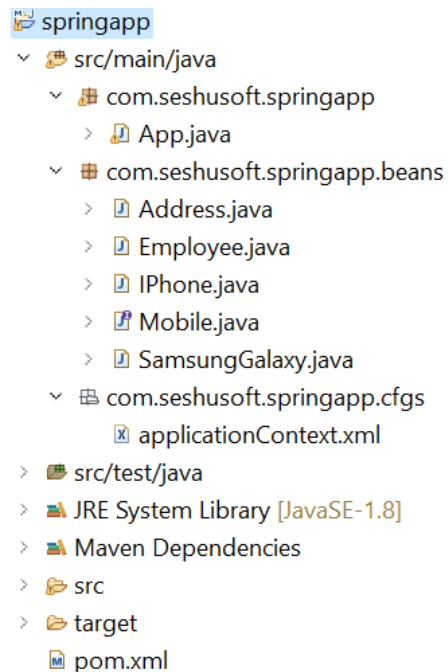 springapp
src/main/java
com.seshusoft.springapp
App.java
com.seshusoft.springapp.beans
Address.java
Employee.java
IPhone.java
Mobile.java
SamsungGalaxy.java
com.seshusoft.springapp.cfgs
applicationContext.xml
src/test/java
JRE System Library [JavaSE-1.8]
Maven Dependencies
src
target
pom.xml